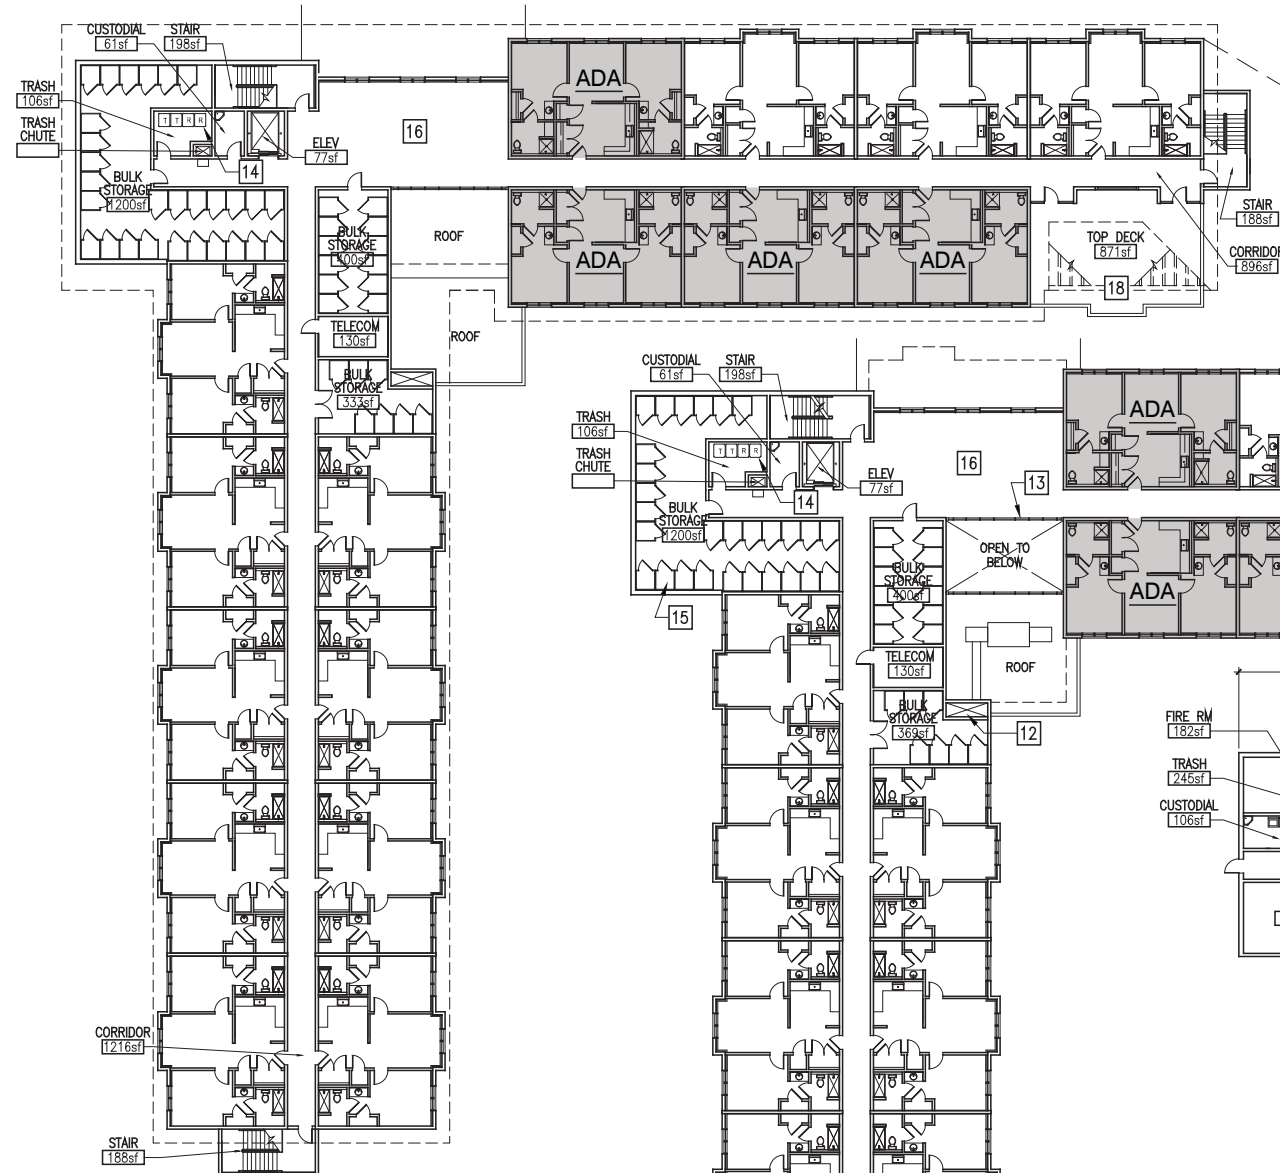 CUSTODIAL
61sf
STAIR
198sf
TRASH
106sf
TRASH
CHUTE
T T R R
ELEV
77sf
14
16
BULK
STORAGE
1200sf
BULK
STORAGE
400sf
ROOF
ADA
ADA
ADA
ADA
STAIR
188sf
CORRIDOR
896sf
TOP DECK
871sf
18
TELECOM
130sf
ROOF
BULK
STORAGE
333sf
CORRIDOR
1216sf
STAIR
188sf
CUSTODIAL
61sf
STAIR
198sf
TRASH
106sf
TRASH
CHUTE
T T R R
ELEV
77sf
14
16
13
BULK
STORAGE
1200sf
15
BULK
STORAGE
400sf
OPEN TO
BELOW
ADA
ADA
TELECOM
130sf
ROOF
BULK
STORAGE
369sf
12
FIRE RM
182sf
TRASH
245sf
CUSTODIAL
106sf